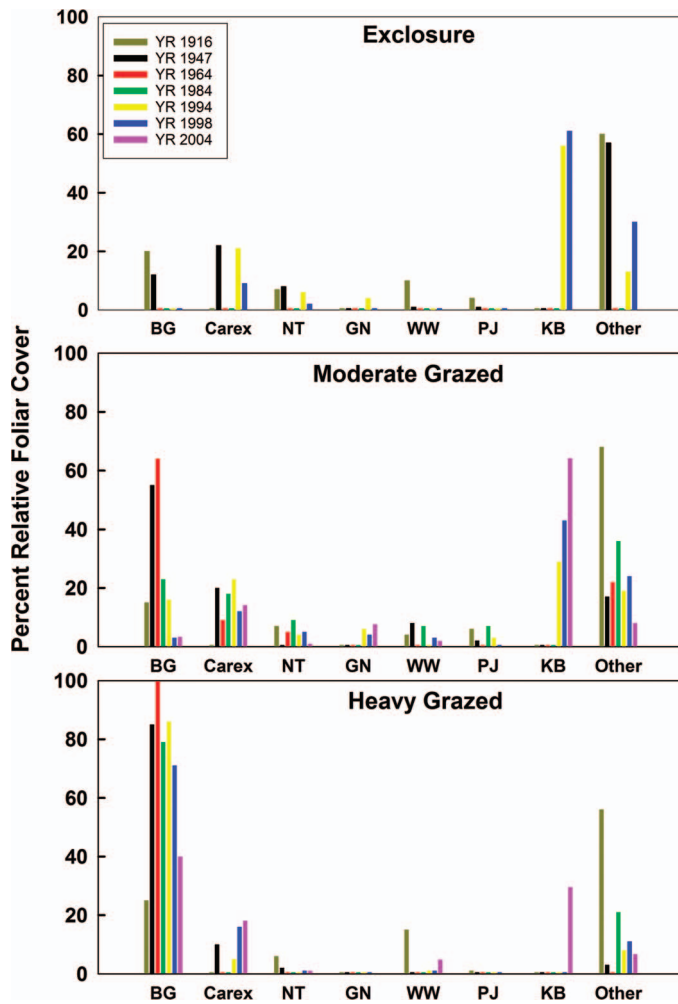 Percent Relative Foliar Cover
Exclosure
YR 1916
YR 1947
YR 1964
YR 1984
YR 1994
YR 1998
YR 2004
100
80
60
40
20
0
BG Carex NT GN WW PJ KB Other
Moderate Grazed
100
80
60
40
20
0
BG Carex NT GN WW PJ KB Other
Heavy Grazed
100
80
60
40
20
0
BG Carex NT GN WW PJ KB Other